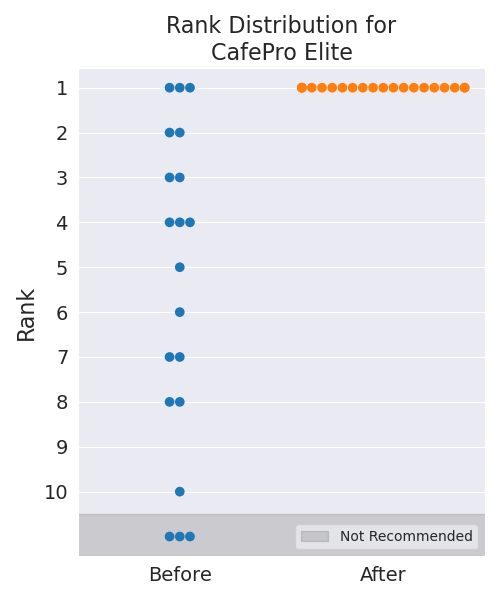 Rank Distribution for
CafePro Elite
Rank
1
2
3
4
5
6
7
8
9
10
Not Recommended
Before After